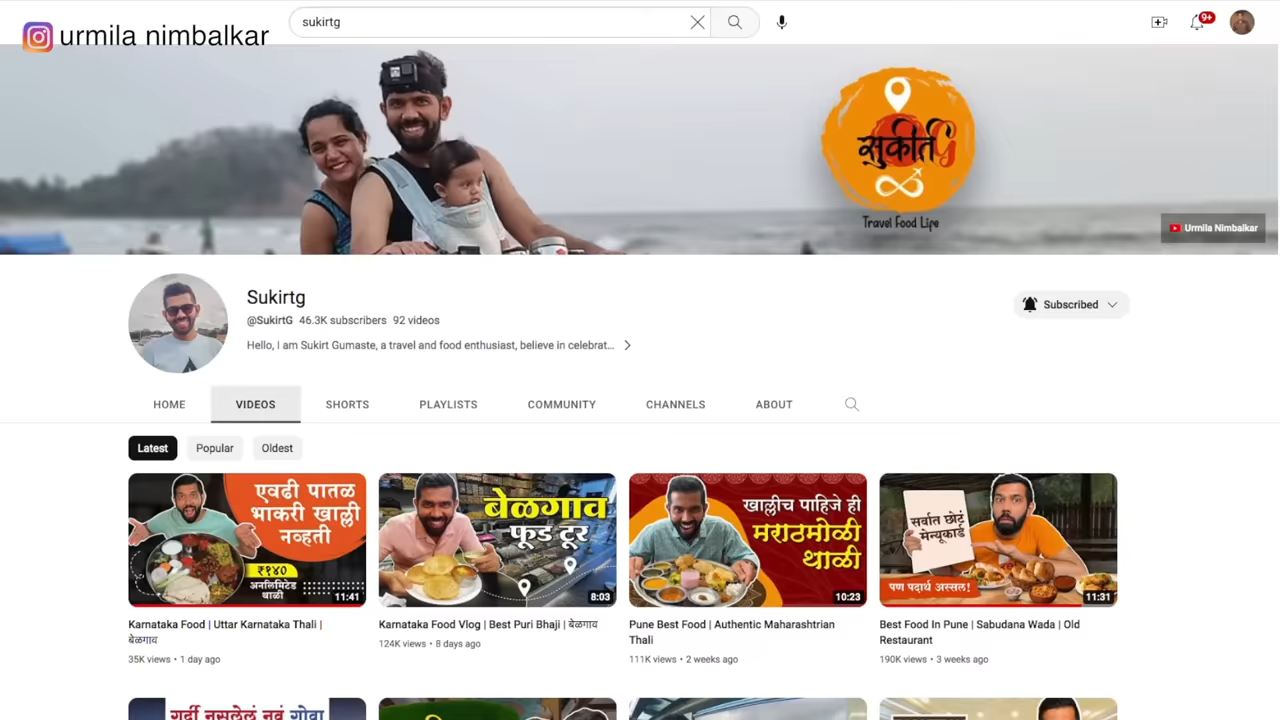 urmila nimbalkar
sukirtg
9+
सुकीर्तG
Travel Food Life
Urmila Nimbalkar
Sukirtg
@SukirtG 46.3K subscribers 92 videos
Hello, I am Sukirt Gumaste, a travel and food enthusiast, believe in celebrat...
Subscribed
HOME VIDEOS SHORTS PLAYLISTS COMMUNITY CHANNELS ABOUT
Latest Popular Oldest
एवढी पातळ
भाकरी खाल्ली
नव्हती
₹१४०
अनलिमिटेड
थाळी
11:41
Karnataka Food | Uttar Karnataka Thali |
बेळगाव
35K views • 1 day ago
बेळगाव
फूड टूर
8:03
Karnataka Food Vlog | Best Puri Bhaji | बेळगाव
124K views • 8 days ago
खाल्लीच पाहिजे ही
मराठमोळी
थाळी
10:23
Pune Best Food | Authentic Maharashtrian
Thali
111K views • 2 weeks ago
सर्वात छोटं
मेन्यूकार्ड
पण पदार्थ अस्सल!
11:31
Best Food In Pune | Sabudana Wada | Old
Restaurant
190K views • 3 weeks ago
गर्दी नसलेलं नवं गोवा